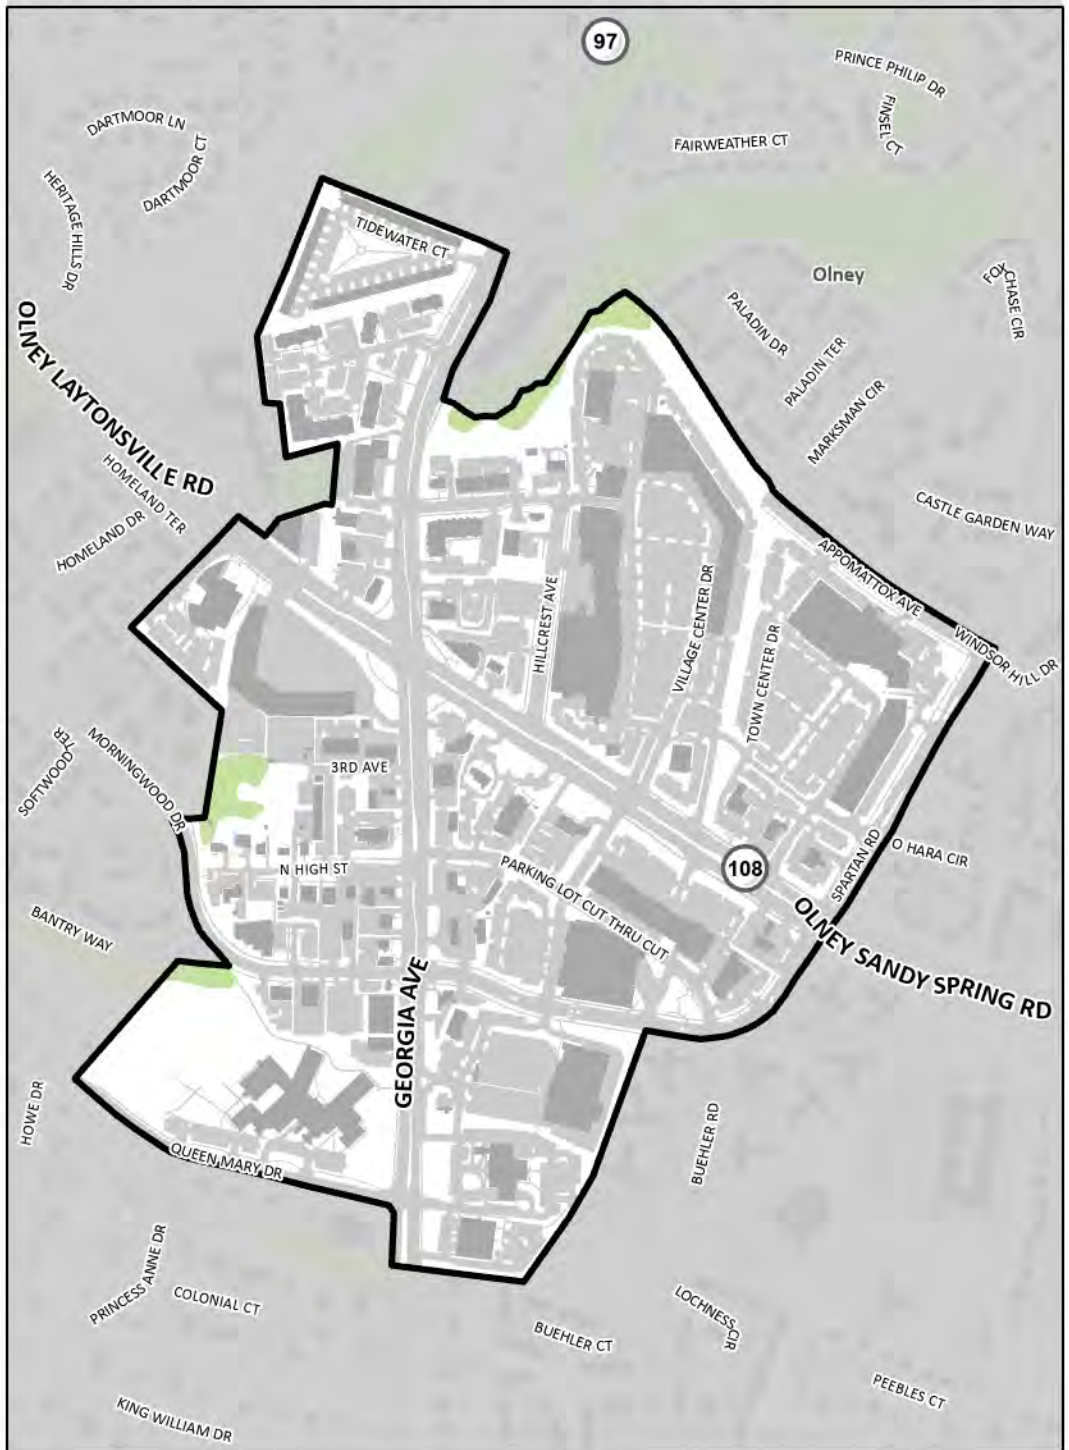 97
PRINCE PHILIP DR
FINSEL CT
FAIRWEATHER CT
DARTMOOR LN
DARTMOOR CT
HERITAGE HILLS DR
TIDEWATER CT
Olney
FOX CHASE CIR
PALADIN DR
PALADIN TER
MARKSMAN CIR
OLNEY LAYTONSVILLE RD
HOMELAND TER
HOMELAND DR
CASTLE GARDEN WAY
APPOMATTOX AVE
WINDSOR HILL DR
HILLCREST AVE
VILLAGE CENTER DR
TOWN CENTER DR
SOFTWOOD TER
MORNINGWOOD DR
3RD AVE
N HIGH ST
PARKING LOT CUT THRU CUT
108
SPARTAN RD
O HARA CIR
BANTRY WAY
OLNEY SANDY SPRING RD
GEORGIA AVE
HOWE DR
QUEEN MARY DR
BUEHLER RD
PRINCESS ANNE DR
COLONIAL CT
LOCHNESS CIR
BUEHLER CT
PEEBLES CT
KING WILLIAM DR